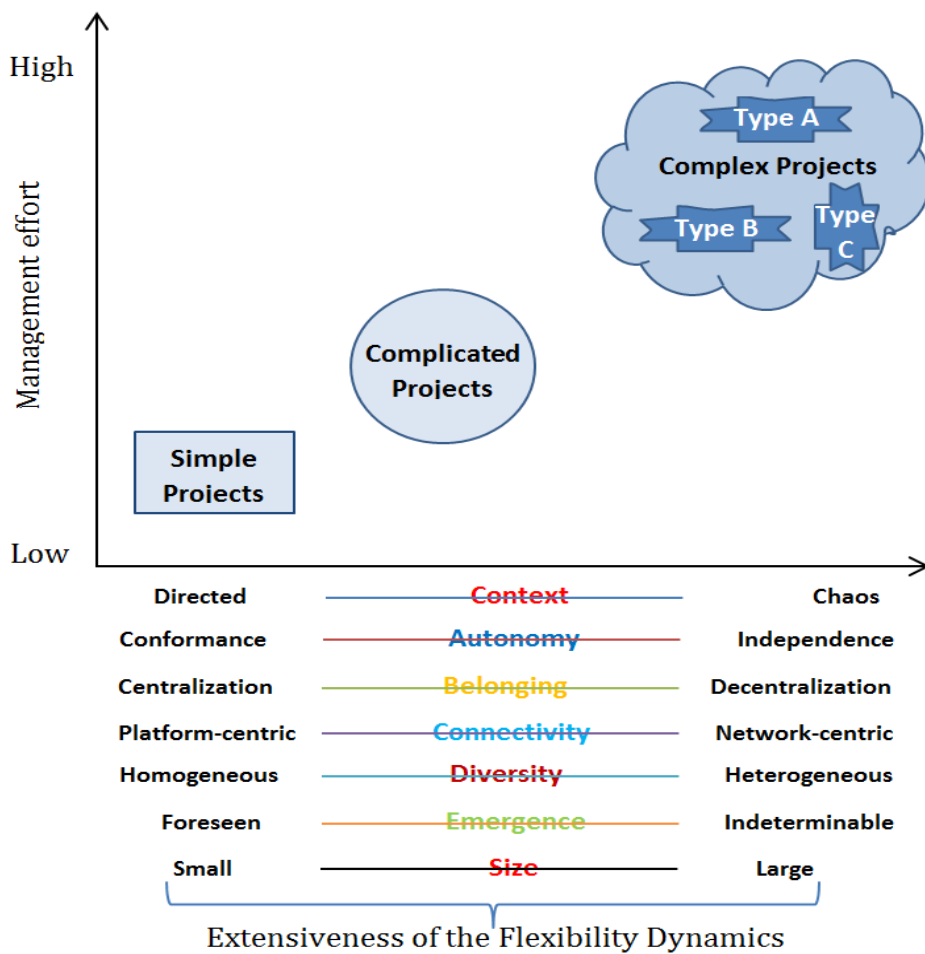 High
Type A
Complex Projects
Type B
Type
C
Management effort
Complicated
Projects
Simple
Projects
Low
Directed Context Chaos
Conformance Autonomy Independence
Centralization Belonging Decentralization
Platform-centric Connectivity Network-centric
Homogeneous Diversity Heterogeneous
Foreseen Emergence Indeterminable
Small Size Large
Extensiveness of the Flexibility Dynamics